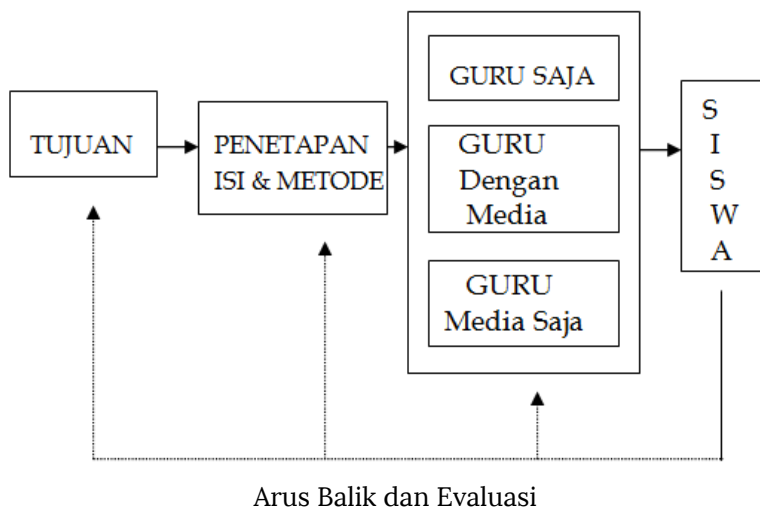 TUJUAN
PENETAPAN
ISI & METODE
GURU SAJA
GURU
Dengan
Media
GURU
Media Saja
S
I
S
W
A
Arus Balik dan Evaluasi